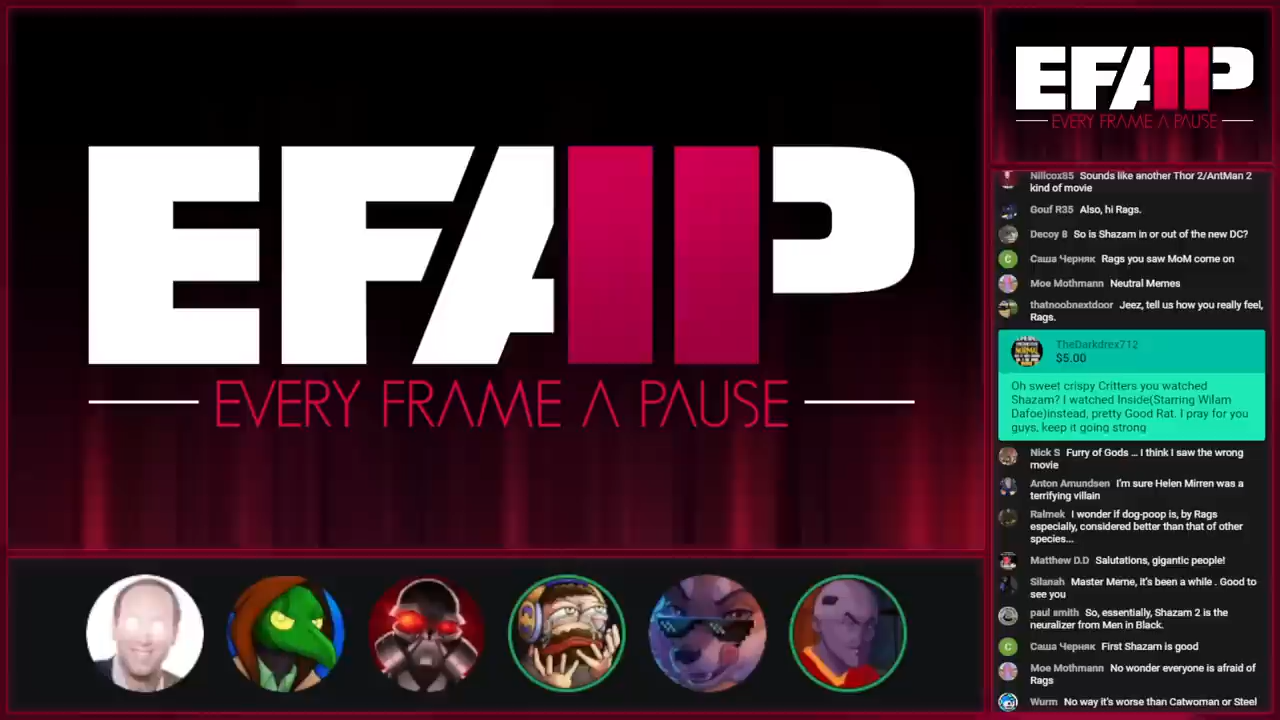 EFAP
EVERY FRAME A PAUSE
EFAP
EVERY FRAME A PAUSE
Nillcox85 Sounds like another Thor 2/AntMan 2
kind of movie
Gouf R35 Also, hi Rags.
Decoy 8 So is Shazam in or out of the new DC?
C
Саша Черняк Rags you saw MoM come on
Moe Mothmann Neutral Memes
thatnoobnextdoor Jeez, tell us how you really feel,
Rags.
TheDarkdrex712
$5.00
Oh sweet crispy Critters you watched
Shazam? I watched Inside(Starring Wilam
Dafoe)instead, pretty Good Rat. I pray for you
guys, keep it going strong
Nick S Furry of Gods ... I think I saw the wrong
movie
Anton Amundsen I'm sure Helen Mirren was a
terrifying villain
Ralmek I wonder if dog-poop is, by Rags
especially, considered better than that of other
species...
Matthew D.D Salutations, gigantic people!
Silanah Master Meme, it's been a while . Good to
see you
paul smith So, essentially, Shazam 2 is the
neuralizer from Men in Black.
C
Саша Черняк First Shazam is good
Moe Mothmann No wonder everyone is afraid of
Rags
Wurm No way it's worse than Catwoman or Steel